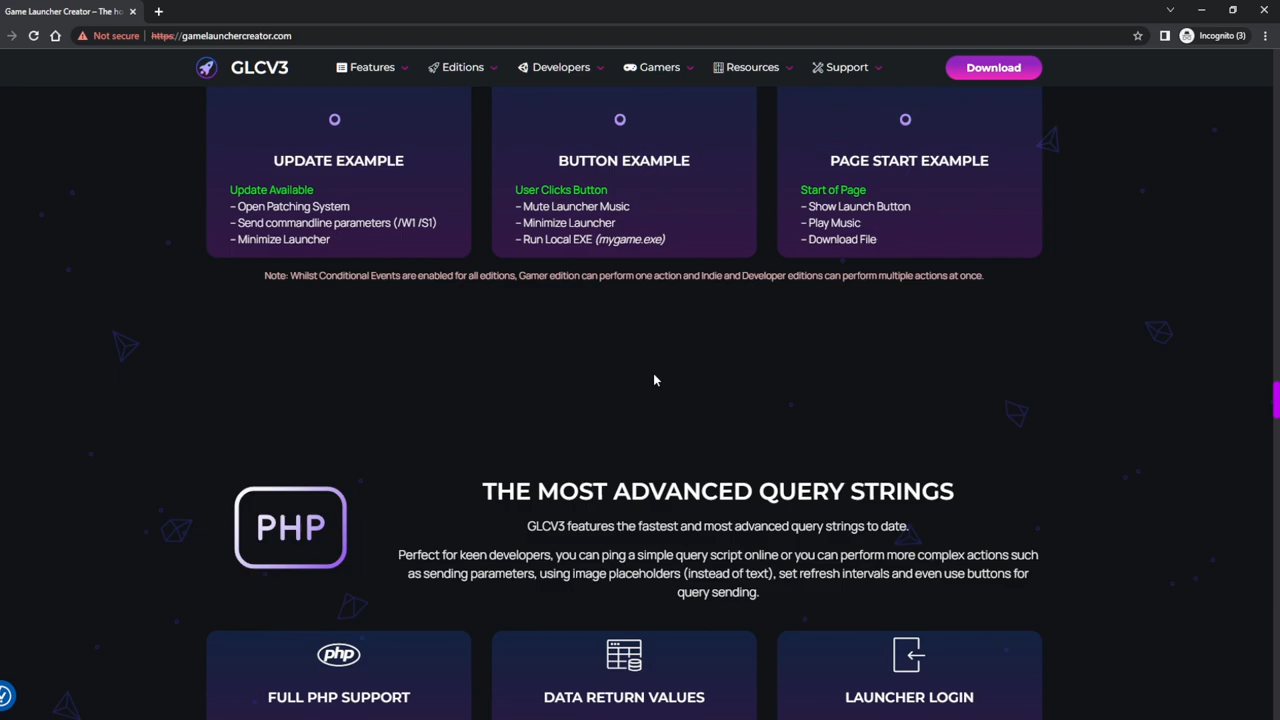 Game Launcher Creator – The ho
Not secure
https://gamelaunchercreator.com
Incognito (3)
GLCV3
Features
Editions
Developers
Gamers
Resources
Support
Download
UPDATE EXAMPLE
Update Available
– Open Patching System
– Send commandline parameters (/W1 /S1)
– Minimize Launcher
BUTTON EXAMPLE
User Clicks Button
– Mute Launcher Music
– Minimize Launcher
– Run Local EXE (mygame.exe)
PAGE START EXAMPLE
Start of Page
– Show Launch Button
– Play Music
– Download File
Note: Whilst Conditional Events are enabled for all editions, Gamer edition can perform one action and Indie and Developer editions can perform multiple actions at once.
PHP
THE MOST ADVANCED QUERY STRINGS
GLCV3 features the fastest and most advanced query strings to date.
Perfect for keen developers, you can ping a simple query script online or you can perform more complex actions such
as sending parameters, using image placeholders (instead of text), set refresh intervals and even use buttons for
query sending.
php
FULL PHP SUPPORT
DATA RETURN VALUES
LAUNCHER LOGIN